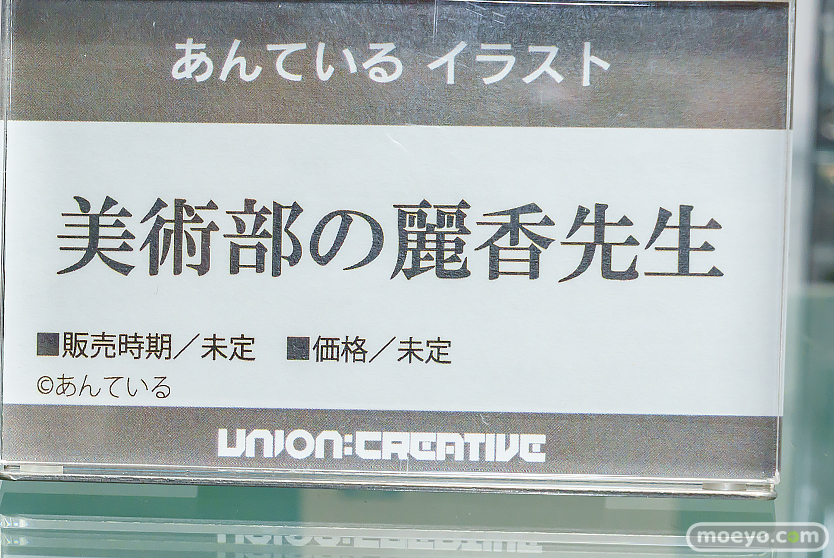 あんている イラスト
美術部の麗香先生
■販売時期／未定 ■価格／未定
©あんている
UNION:CREATIVE
moeyo.com